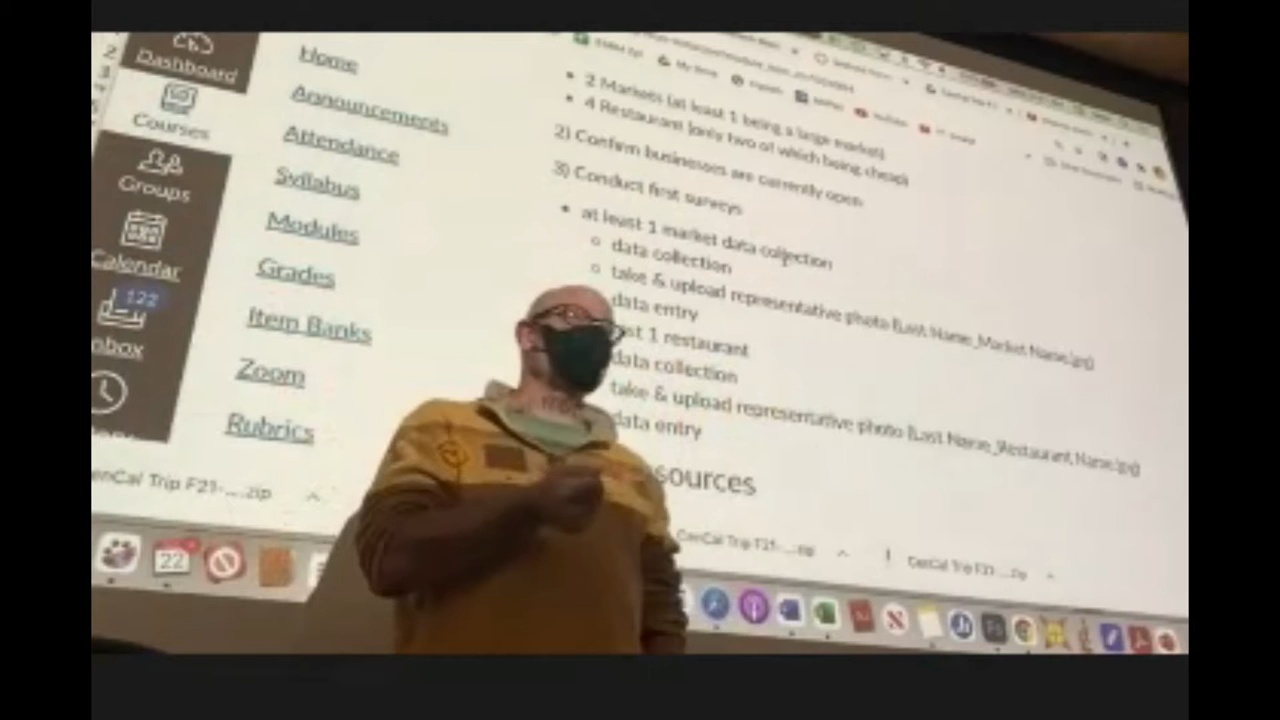 Dashboard
Courses
Groups
Calendar
122
nbox
Home
Announcements
Attendance
Syllabus
Modules
Grades
Item Banks
Zoom
Rubrics
• 2 Markets (at least 1 being a large market)
• 4 Restaurant (only two of which being cheap)
2) Confirm businesses are currently open
3) Conduct first surveys
• at least 1 market data collection
○ data collection
○ take & upload representative photo (Last Name_Market Name.jpg)
data entry
st 1 restaurant
data collection
take & upload representative photo (Last Name_Restaurant Name.jpg)
data entry
sources
enCal Trip F21-....zip
CenCal Trip F21-....zip
CenCal Trip F21-....zip
22